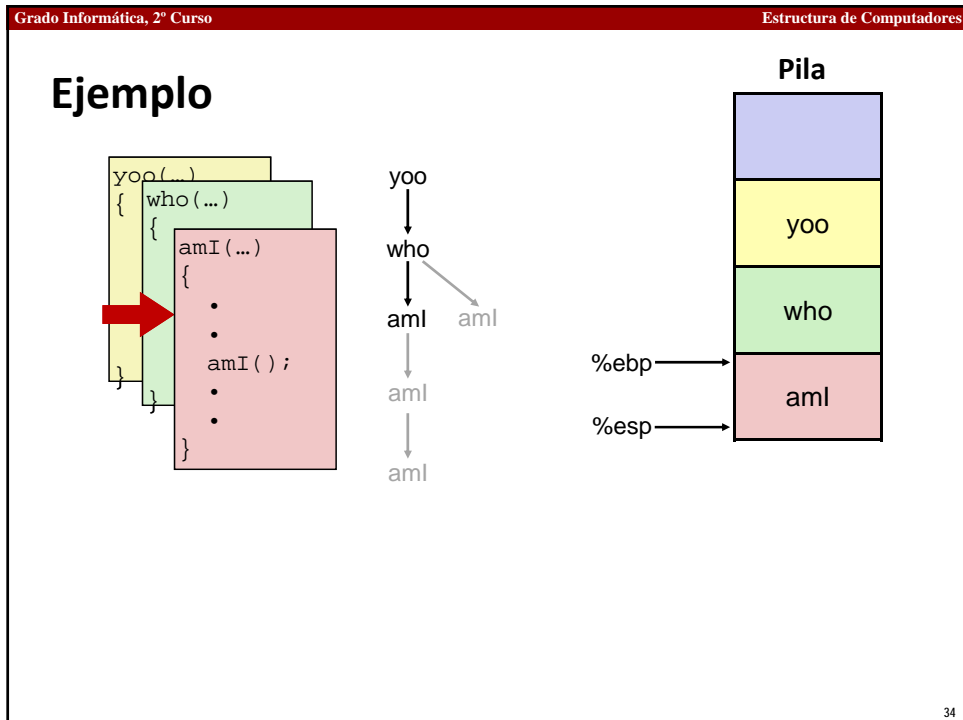 Grado Informática, 2º Curso
Estructura de Computadores
Ejemplo
yoo(…)
{
}
who(…)
{
}
amI(…)
{
•
•
amI();
•
•
}
yoo
who
amI
amI
amI
amI
Pila
yoo
who
amI
%ebp
%esp
34